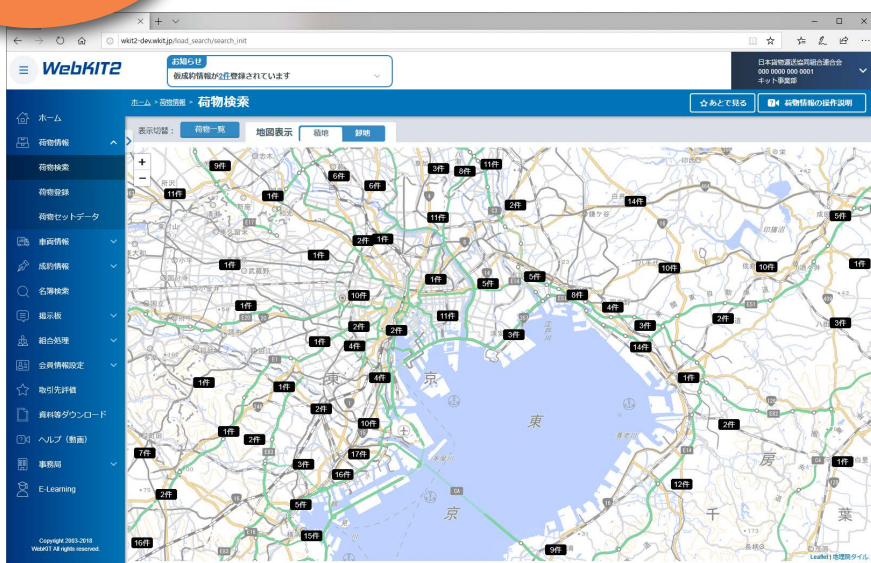 wkit2-dev.wkit.jp/load_search/search_init
WebKIT2
お知らせ
仮成約情報が2件登録されています
日本貨物運送協同組合連合会
000 0000 000 0001
キット事業部
ホーム > 荷物情報 > 荷物検索
☆あとで見る
荷物情報の操作説明
表示切替：
荷物一覧
地図表示
積地
卸地
ホーム
荷物情報
荷物検索
荷物登録
荷物セットデータ
車両情報
成約情報
名簿検索
掲示板
組合処理
会員情報設定
取引先評価
資料等ダウンロード
ヘルプ（動画）
事務局
E-Learning
Copyright 2003-2018
WebKIT All rights reserved.
+
−
9件
6件
6件
3件
8件
11件
11件
1件
2件
14件
5件
11件
2件
1件
1件
1件
10件
10件
1件
1件
5件
5件
8件
10件
1件
4件
11件
2件
3件
2件
2件
3件
3件
1件
4件
14件
1件
1件
4件
1件
2件
10件
2件
1件
2件
7件
17件
3件
16件
1件
12件
2件
5件
15件
16件
9件
東
京
東
京
房
千
葉
Leaflet | 地理院タイル